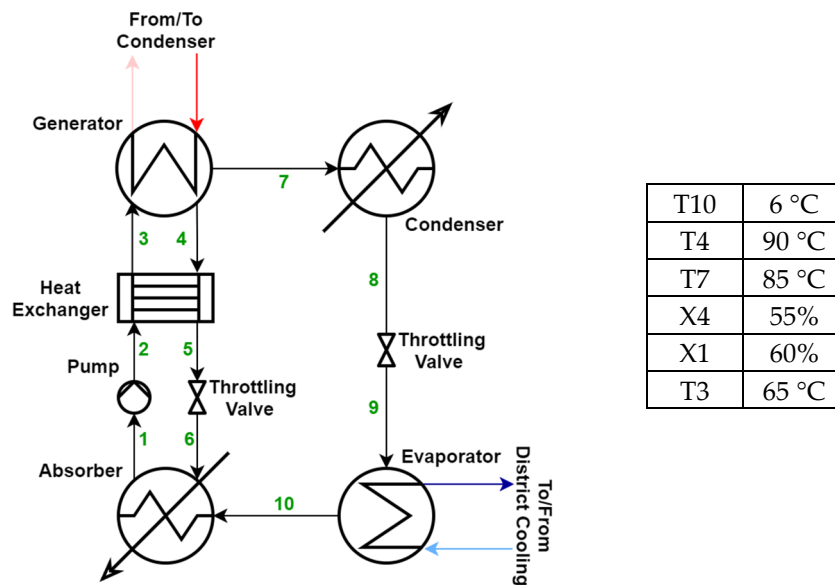 From/To
Condenser
Generator
7
Condenser
3
4
Heat
Exchanger
8
2
5
Pump
Throttling
Valve
Throttling
Valve
9
1
6
Absorber
Evaporator
10
To/From
District Cooling
T10 6 °C
T4 90 °C
T7 85 °C
X4 55%
X1 60%
T3 65 °C